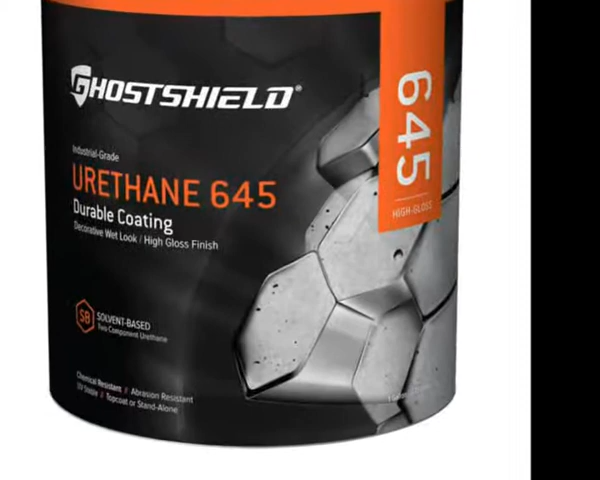 GHOSTSHIELD®
Industrial-Grade
URETHANE 645
Durable Coating
Decorative Wet Look / High Gloss Finish
SB
SOLVENT-BASED
Two Component Urethane
Chemical Resistant // Abrasion Resistant
UV Stable // Topcoat or Stand-Alone
645
HIGH-GLOSS